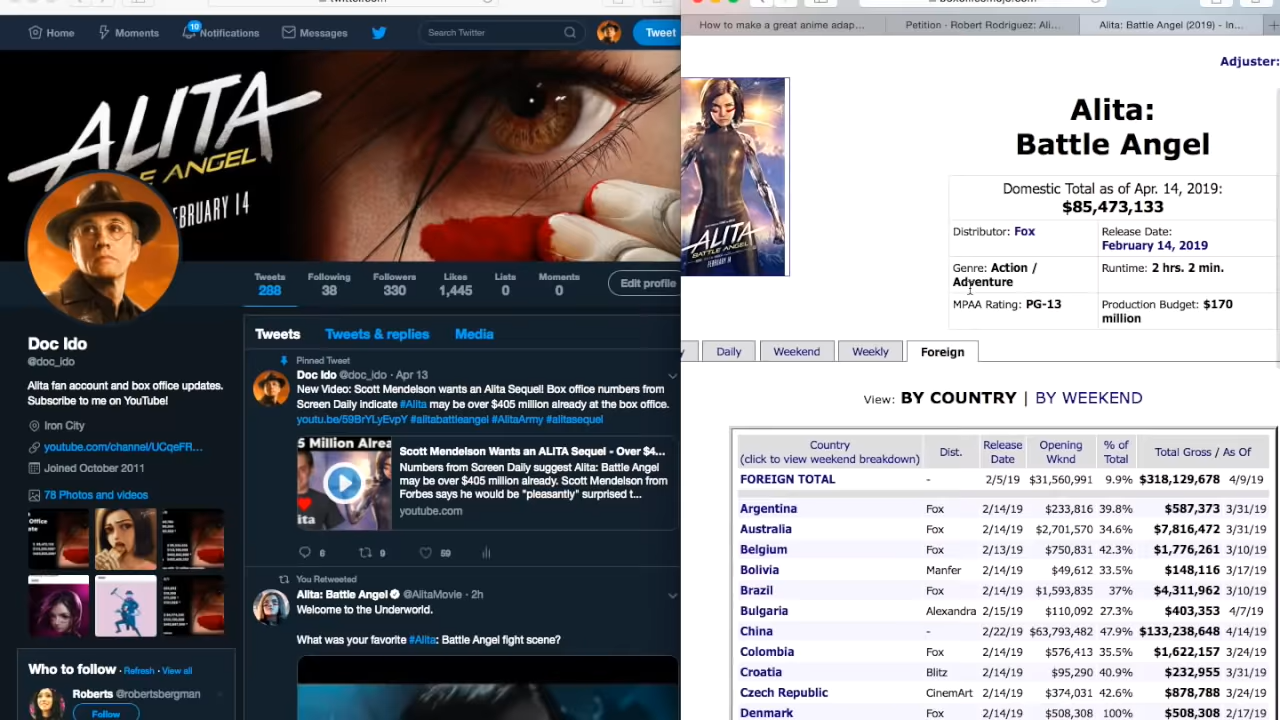 Home
Moments
10
Notifications
Messages
Search Twitter
Tweet
ALITA
BATTLE ANGEL
FEBRUARY 14
Tweets
288
Following
38
Followers
330
Likes
1,445
Lists
0
Moments
0
Edit profile
Doc Ido
@doc_ido
Alita fan account and box office updates.
Subscribe to me on YouTube!
Iron City
youtube.com/channel/UCqeFR...
Joined October 2011
78 Photos and videos
Who to follow · Refresh · View all
Roberts @robertsbergman
Follow
Tweets
Tweets & replies
Media
Pinned Tweet
Doc Ido @doc_ido · Apr 13
New Video: Scott Mendelson wants an Alita Sequel! Box office numbers from
Screen Daily indicate #Alita may be over $405 million already at the box office.
youtu.be/59BrYLyEvpY #alitabattleangel #AlitaArmy #alitasequel
5 Million Alrea
ita
Scott Mendelson Wants an ALITA Sequel - Over $4...
Numbers from Screen Daily suggest Alita: Battle Angel
may be over $405 million already. Scott Mendelson from
Forbes says he would be "pleasantly" surprised t...
youtube.com
6
9
59
You Retweeted
Alita: Battle Angel @AlitaMovie · 2h
Welcome to the Underworld.
What was your favorite #Alita: Battle Angel fight scene?
How to make a great anime adap...
Petition · Robert Rodriguez: Ali...
Alita: Battle Angel (2019) - In...
Adjuster:
ALITA
BATTLE ANGEL
Alita:
Battle Angel
Domestic Total as of Apr. 14, 2019:
$85,473,133
Distributor: Fox
Release Date:
February 14, 2019
Genre: Action /
Adventure
Runtime: 2 hrs. 2 min.
MPAA Rating: PG-13
Production Budget: $170
million
y
Daily
Weekend
Weekly
Foreign
View: BY COUNTRY | BY WEEKEND
Country
(click to view weekend breakdown)
Dist.
Release
Date
Opening
Wknd
% of
Total
Total Gross / As Of
FOREIGN TOTAL - 2/5/19 $31,560,991 9.9% $318,129,678 4/9/19
Argentina Fox 2/14/19 $233,816 39.8% $587,373 3/31/19
Australia Fox 2/14/19 $2,701,570 34.6% $7,816,472 3/31/19
Belgium Fox 2/13/19 $750,831 42.3% $1,776,261 3/10/19
Bolivia Manfer 2/14/19 $49,612 33.5% $148,116 3/17/19
Brazil Fox 2/14/19 $1,593,835 37% $4,311,962 3/10/19
Bulgaria Alexandra 2/15/19 $110,092 27.3% $403,353 4/7/19
China - 2/22/19 $63,793,482 47.9% $133,238,648 4/14/19
Colombia Fox 2/14/19 $576,413 35.5% $1,622,157 3/24/19
Croatia Blitz 2/14/19 $95,290 40.9% $232,955 3/31/19
Czech Republic CinemArt 2/14/19 $374,031 42.6% $878,788 3/24/19
Denmark Fox 2/14/19 $508,308 100% $508,308 2/17/19